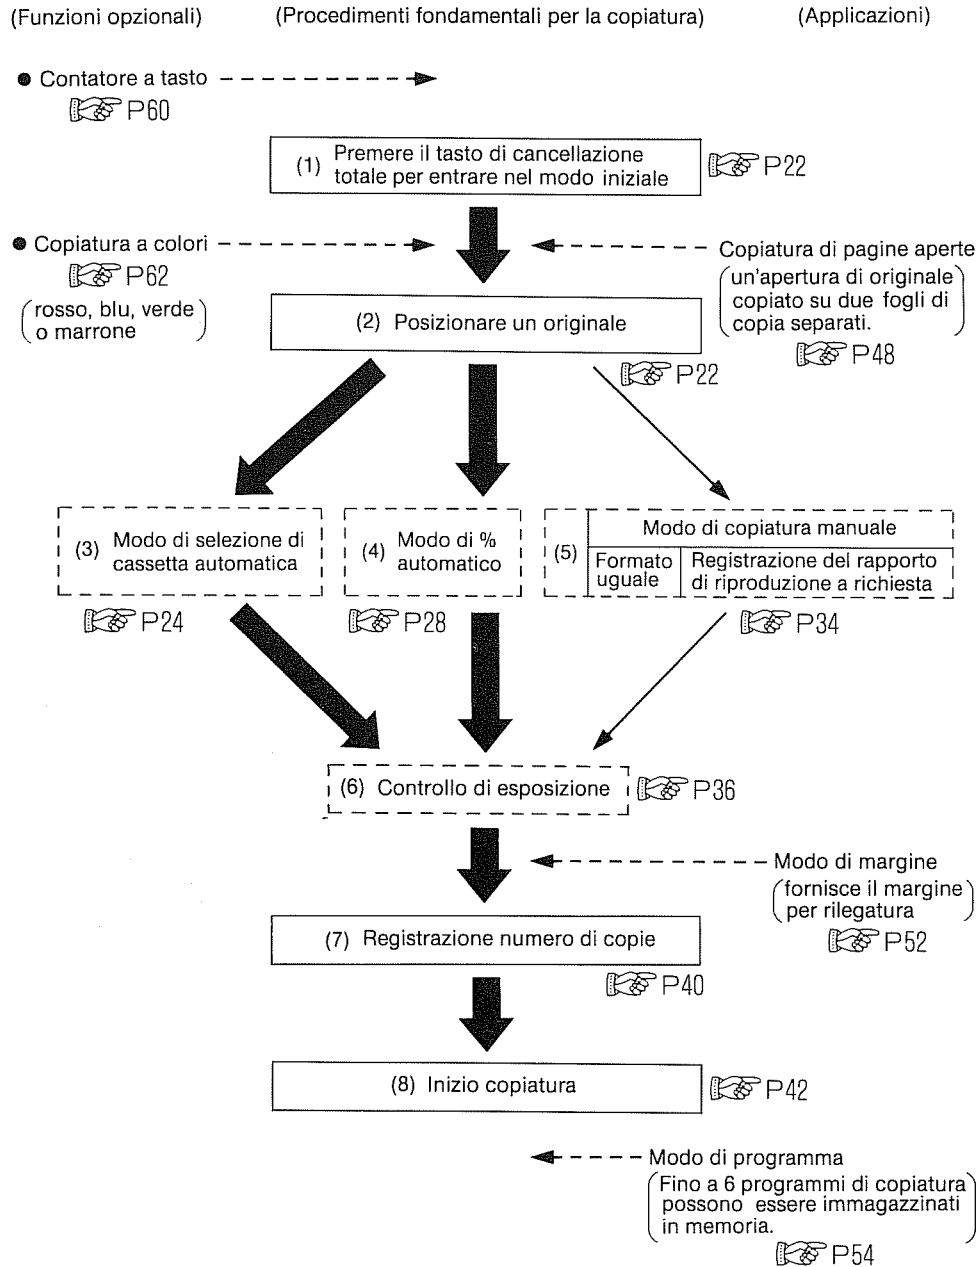 (Funzioni opzionali) (Procedimenti fondamentali per la copiatura) (Applicazioni)
● Contatore a tasto
P60
(1) Premere il tasto di cancellazione
totale per entrare nel modo iniziale
P22
● Copiatura a colori
P62
(rosso, blu, verde
o marrone)
Copiatura di pagine aperte
(un'apertura di originale
copiato su due fogli di
copia separati.)
P48
(2) Posizionare un originale
P22
(3) Modo di selezione di
cassetta automatica
P24
(4) Modo di %
automatico
P28
(5) Modo di copiatura manuale
Formato
uguale
Registrazione del rapporto
di riproduzione a richiesta
P34
(6) Controllo di esposizione
P36
Modo di margine
(fornisce il margine
per rilegatura)
P52
(7) Registrazione numero di copie
P40
(8) Inizio copiatura
P42
Modo di programma
(Fino a 6 programmi di copiatura
possono essere immagazzinati
in memoria.)
P54